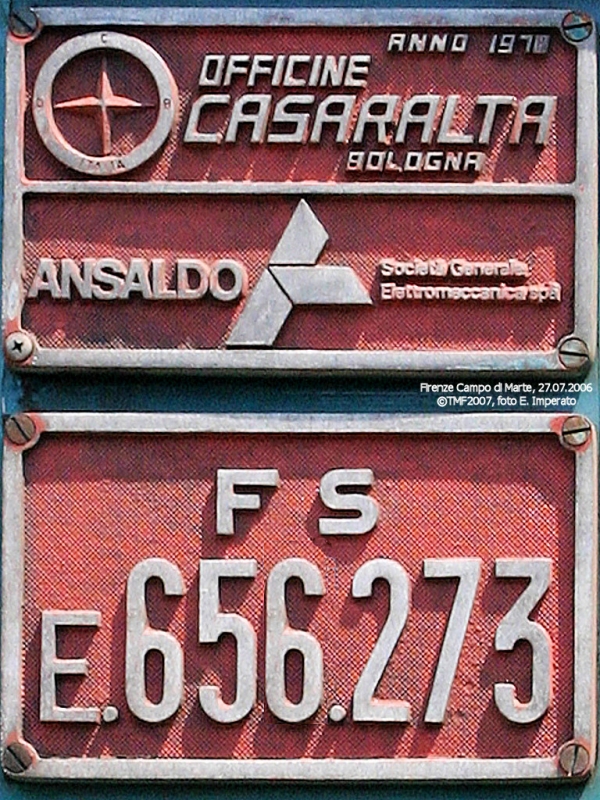 ANNO
OFFICINE
CASARALTA
BOLOGNA
ANSALDO
Società Generale
Elettromeccanica spa
Firenze Campo di Marte, 27.07.2006
©TMF2007, foto E. Imperato
F S
E.656.273